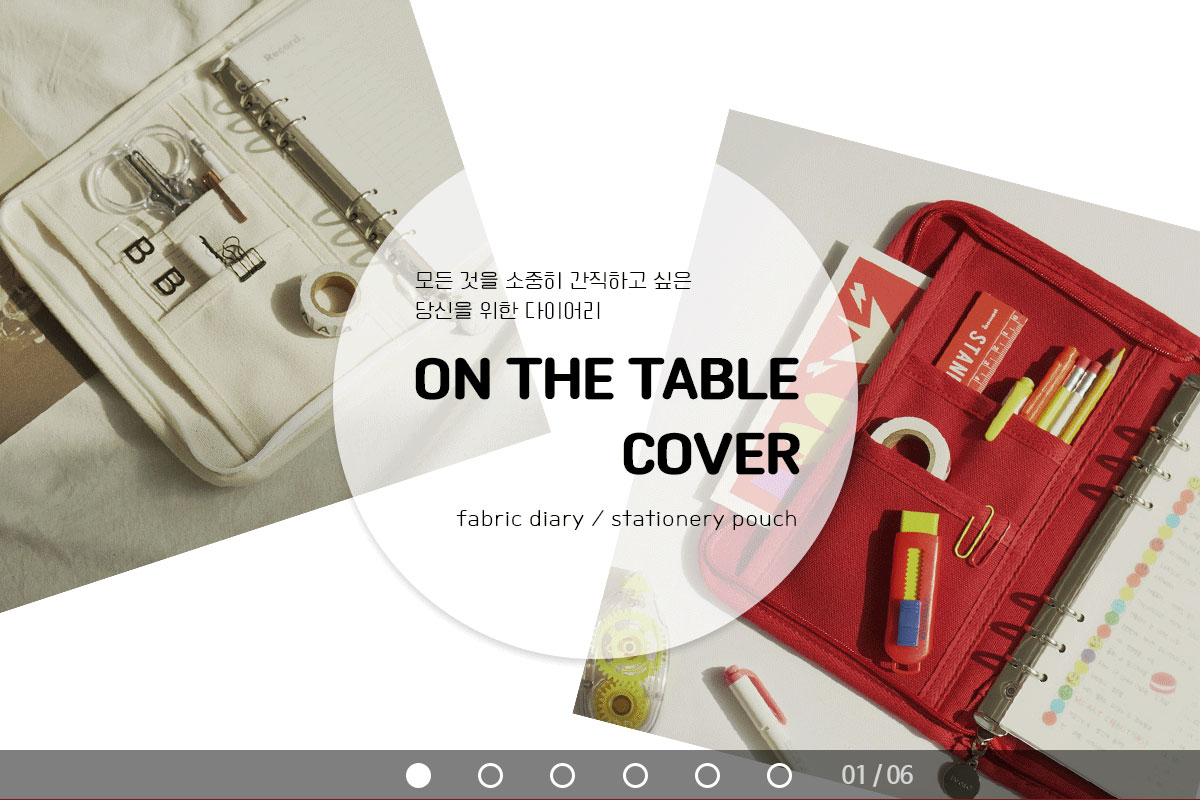 Record.
B
B
모든 것을 소중히 간직하고 싶은
당신을 위한 다이어리
ON THE TABLE
COVER
fabric diary / stationery pouch
STAN
01 / 06